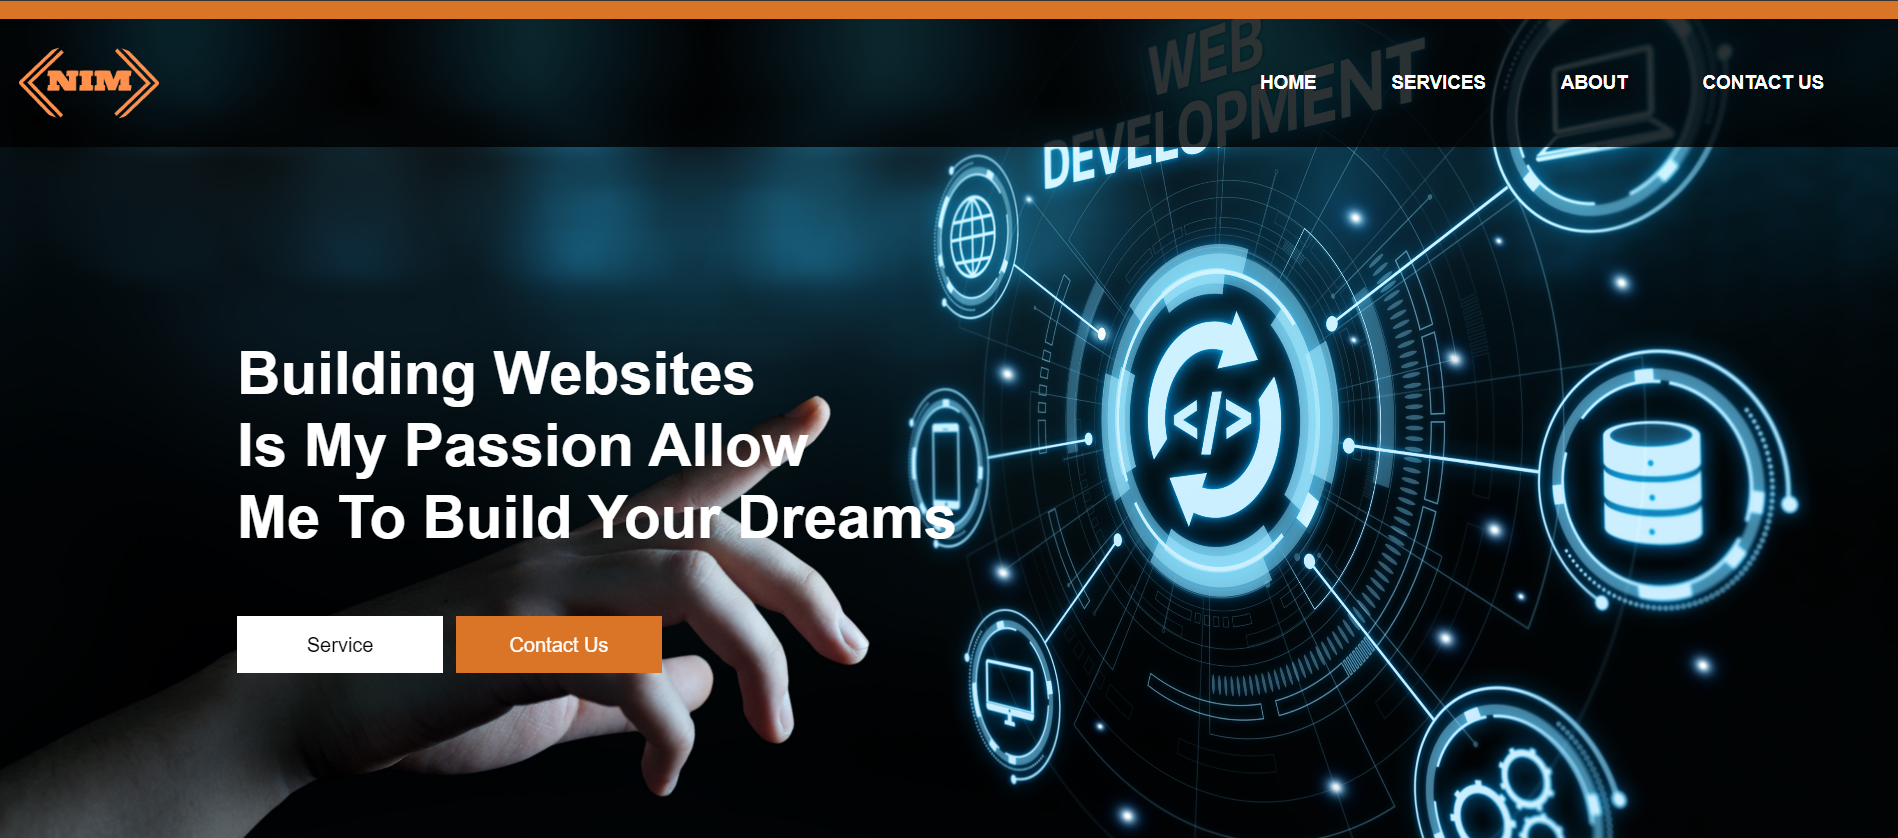 NIM
HOME
SERVICES
ABOUT
CONTACT US
WEB
DEVELOPMENT
</>
Building Websites
Is My Passion Allow
Me To Build Your Dreams
Service
Contact Us